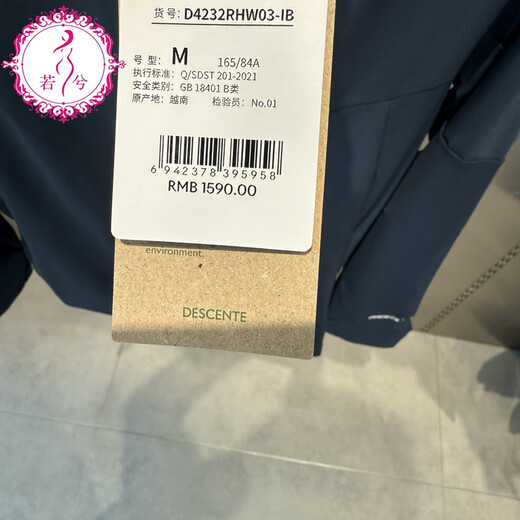 若兮
货号: D4232RHW03-IB
号 型: M 165/84A
执行标准: Q/SDST 201-2021
安全类别: GB 18401 B类
原产地: 越南 检验员: No.01
6 942378 395958
RMB 1590.00
environment.
DESCENTE